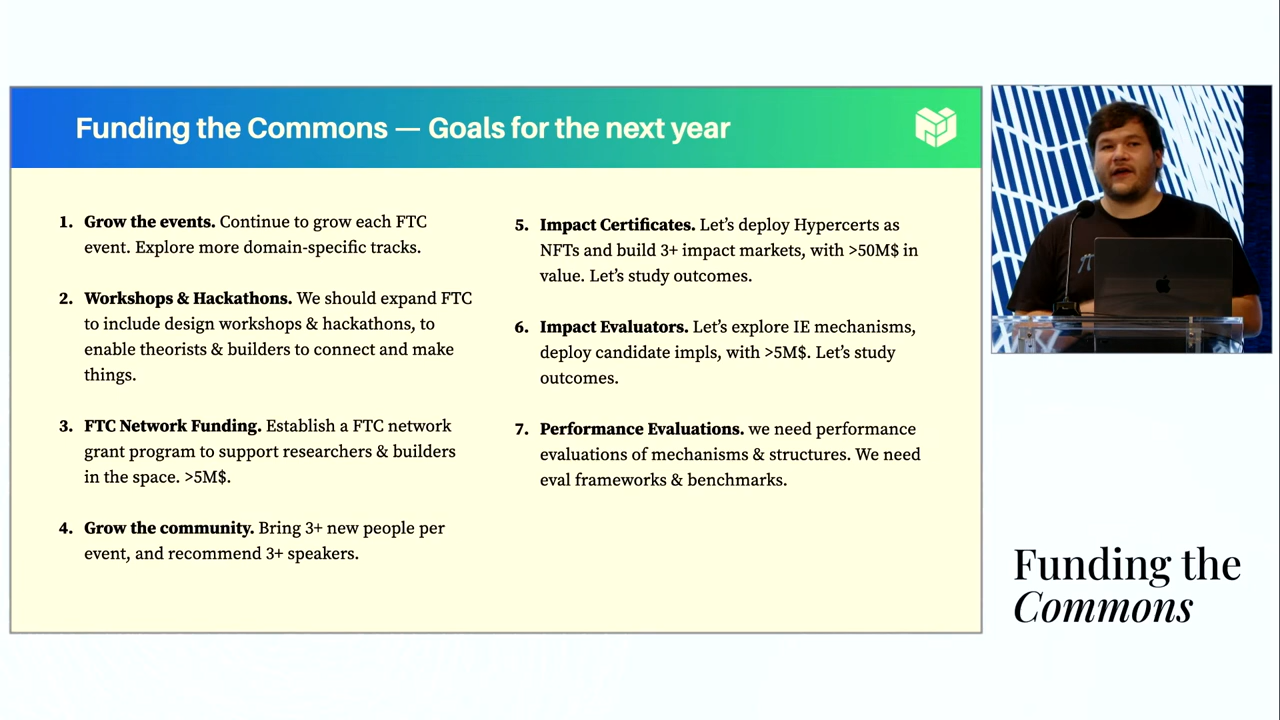 Funding the Commons — Goals for the next year
1. Grow the events. Continue to grow each FTC
event. Explore more domain-specific tracks.
2. Workshops & Hackathons. We should expand FTC
to include design workshops & hackathons, to
enable theorists & builders to connect and make
things.
3. FTC Network Funding. Establish a FTC network
grant program to support researchers & builders
in the space. >5M$.
4. Grow the community. Bring 3+ new people per
event, and recommend 3+ speakers.
5. Impact Certificates. Let’s deploy Hypercerts as
NFTs and build 3+ impact markets, with >50M$ in
value. Let’s study outcomes.
6. Impact Evaluators. Let’s explore IE mechanisms,
deploy candidate impls, with >5M$. Let’s study
outcomes.
7. Performance Evaluations. we need performance
evaluations of mechanisms & structures. We need
eval frameworks & benchmarks.
Funding the
Commons